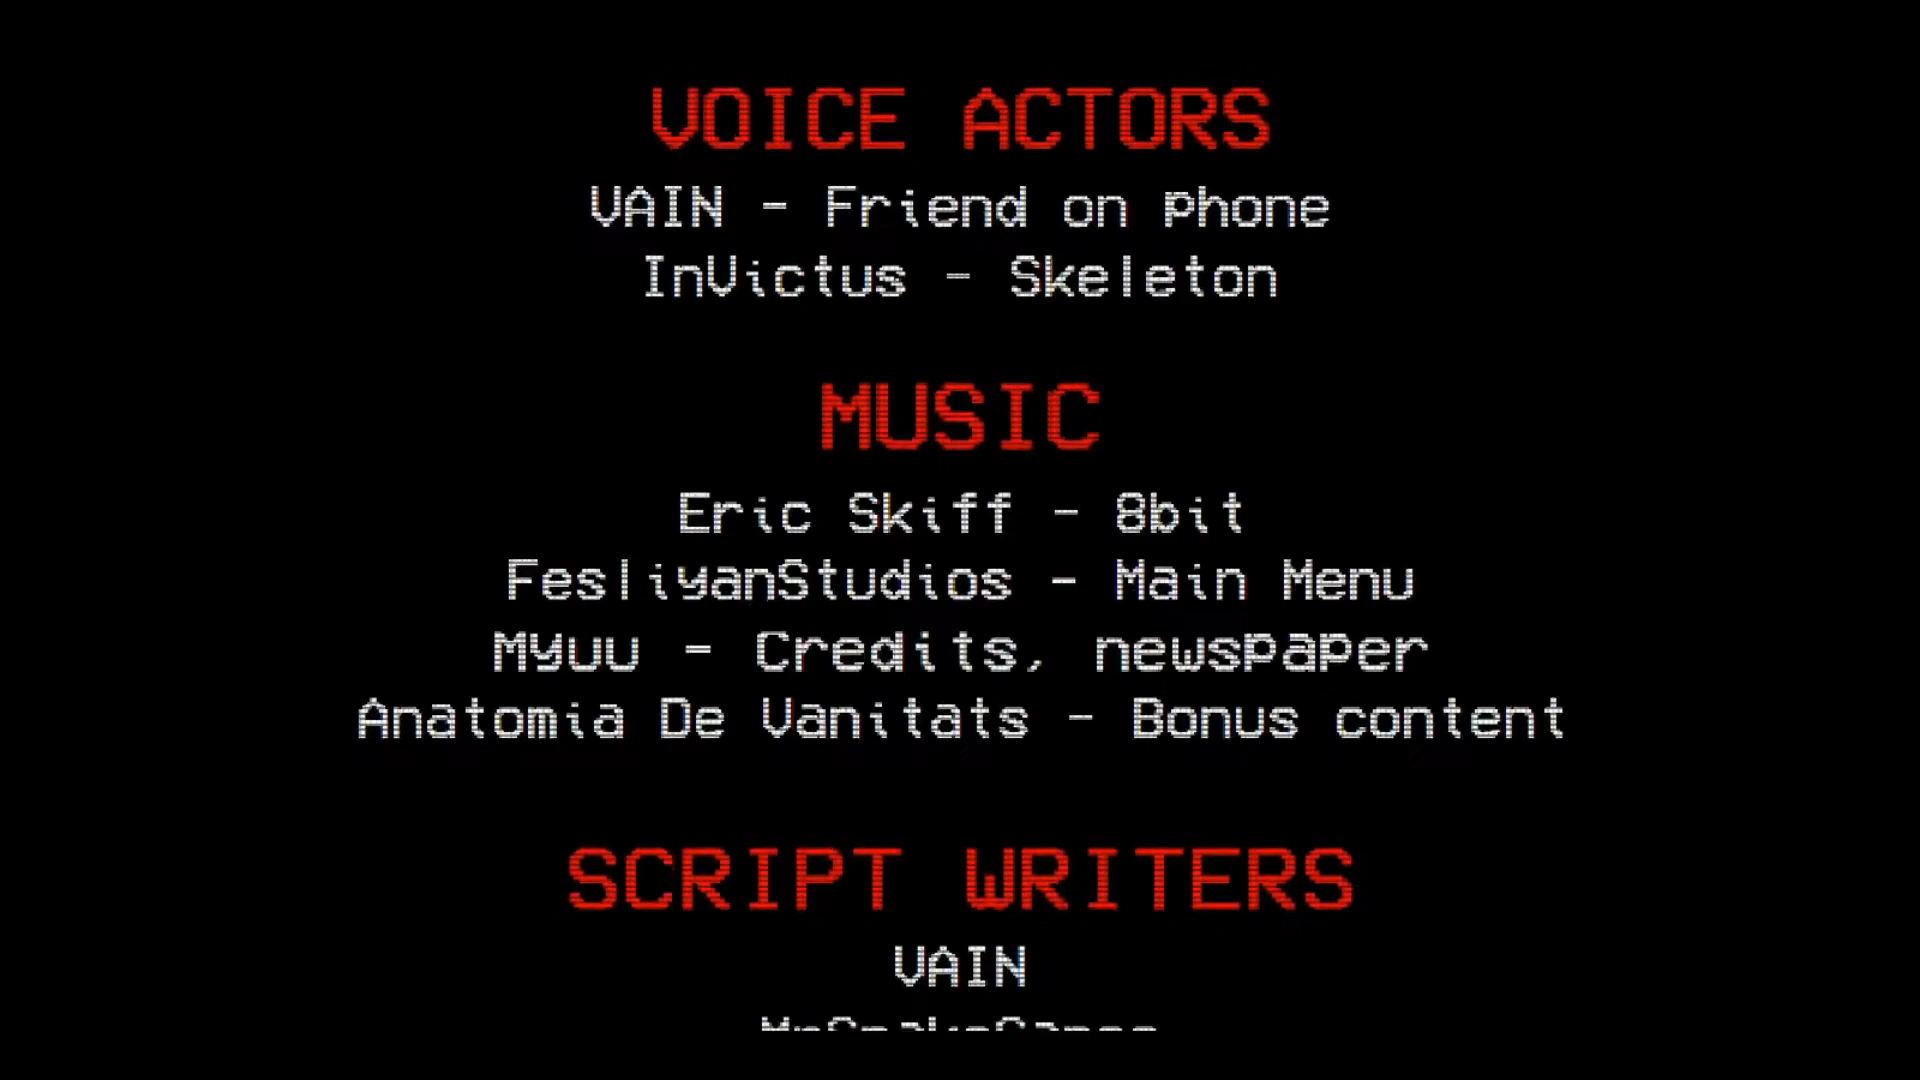 VOICE ACTORS
VAIN - Friend on phone
InVictus - Skeleton
MUSIC
Eric Skiff - 8bit
FesliyanStudios - Main Menu
Myuu - Credits, newspaper
Anatomia De Vanitats - Bonus content
SCRIPT WRITERS
VAIN